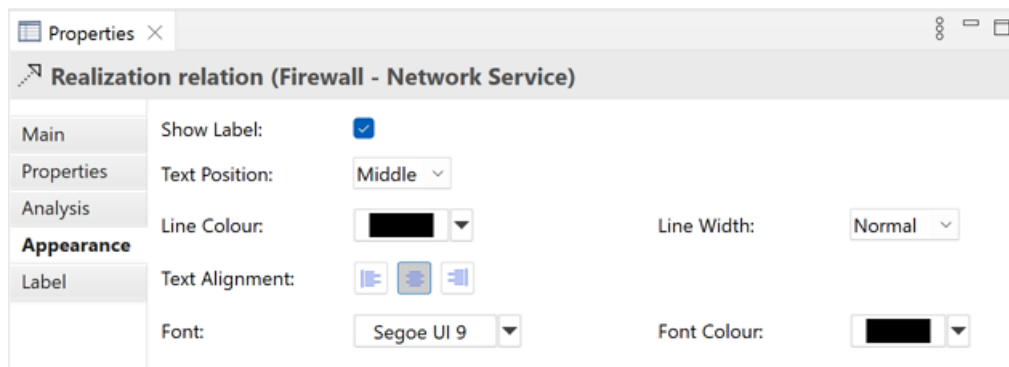 Properties
Realization relation (Firewall - Network Service)
Main
Properties
Analysis
Appearance
Label
Show Label:
Text Position: Middle
Line Colour: Line Width: Normal
Text Alignment:
Font: Segoe UI 9 Font Colour: